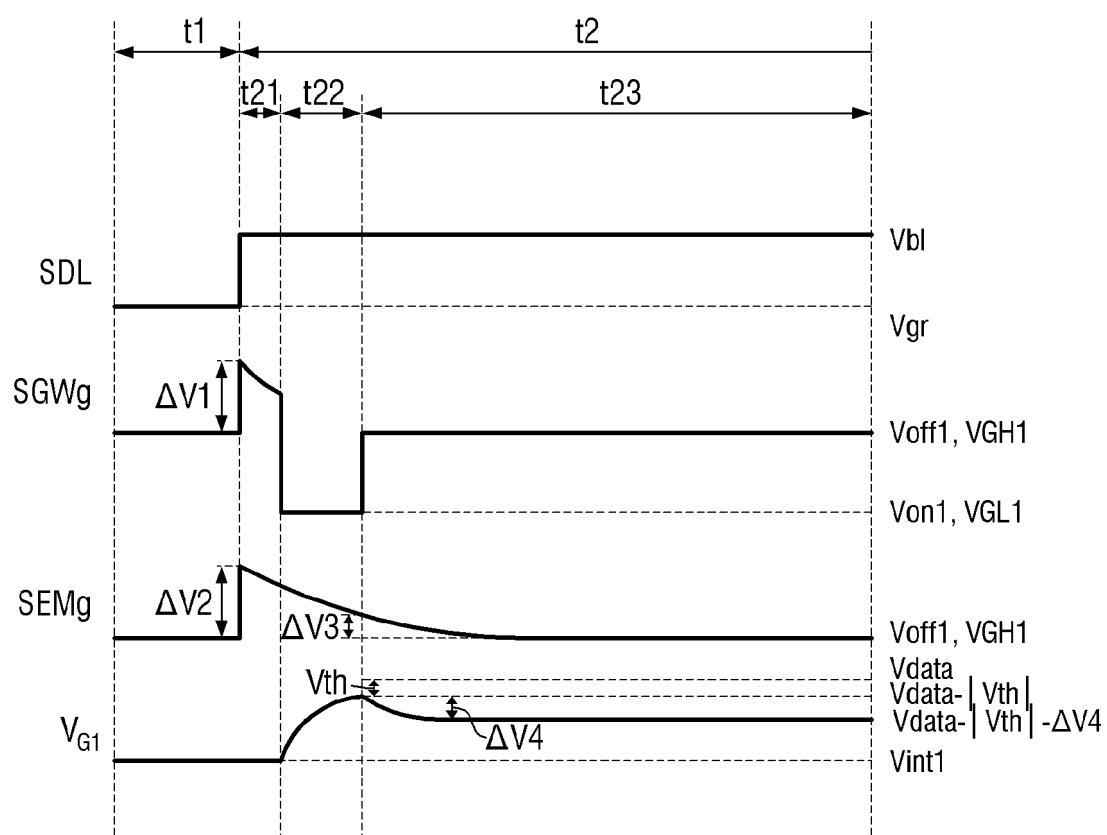 t1 t2
t21 t22 t23
SDL Vbl
Vgr
SGWg ΔV1
Voff1, VGH1
Von1, VGL1
SEMg ΔV2
ΔV3
Voff1, VGH1
Vdata
Vth Vdata-|Vth|
VG1 ΔV4 Vdata-|Vth|-ΔV4
Vint1